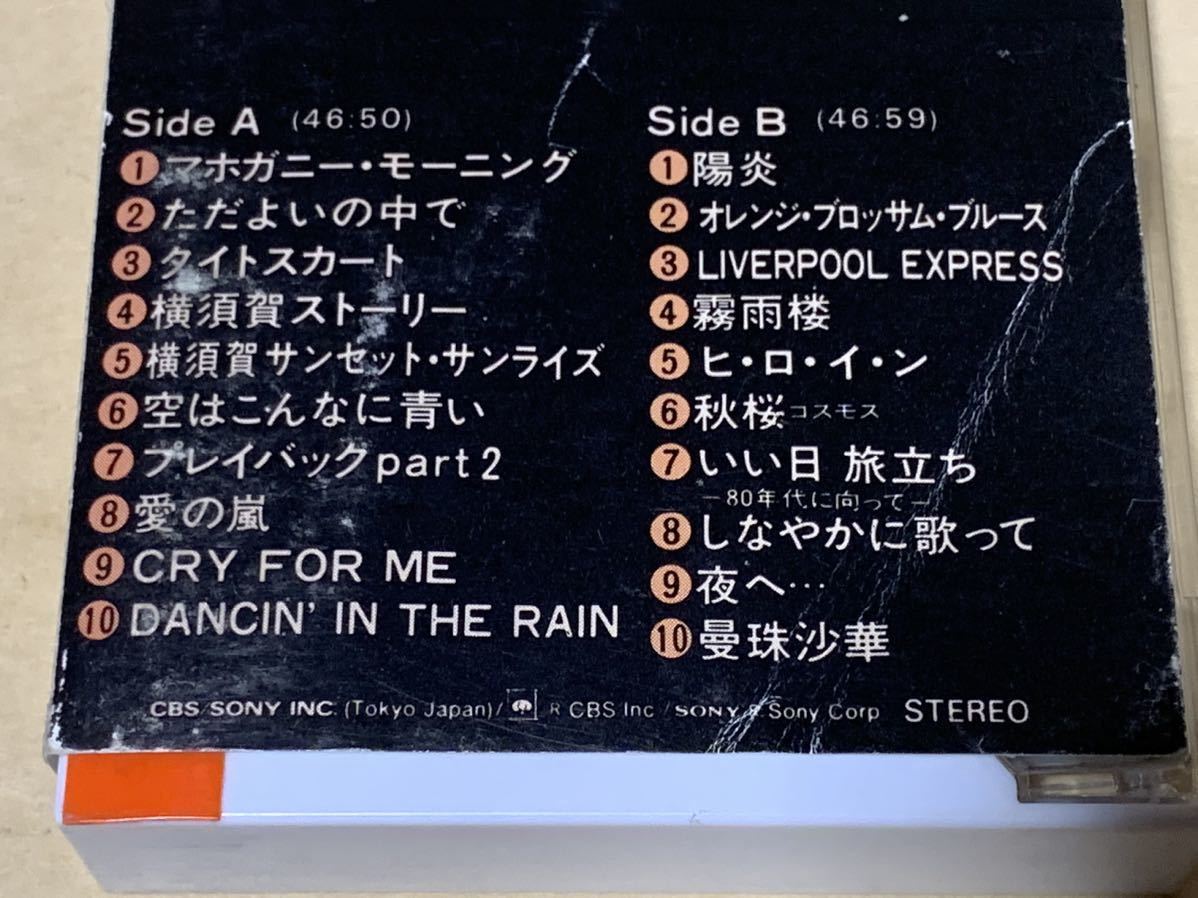 Side A (46:50)
1 マホガニー・モーニング
2 ただよいの中で
3 タイトスカート
4 横須賀ストーリー
5 横須賀サンセット・サンライズ
6 空はこんなに青い
7 プレイバックpart2
8 愛の嵐
9 CRY FOR ME
10 DANCIN' IN THE RAIN
Side B (46:59)
1 陽炎
2 オレンジ・ブロッサム・ブルース
3 LIVERPOOL EXPRESS
4 霧雨楼
5 ヒ・ロ・イ・ン
6 秋桜 コスモス
7 いい日 旅立ち
－80年代に向って－
8 しなやかに歌って
9 夜へ…
10 曼珠沙華
CBS/SONY INC. (Tokyo Japan)/ R CBS Inc / SONY R Sony Corp STEREO